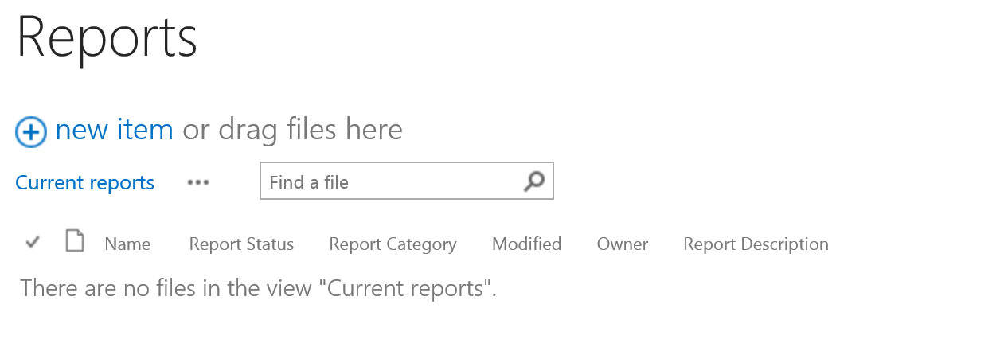 Reports
new item or drag files here
Current reports ••• Find a file
Name Report Status Report Category Modified Owner Report Description
There are no files in the view "Current reports".